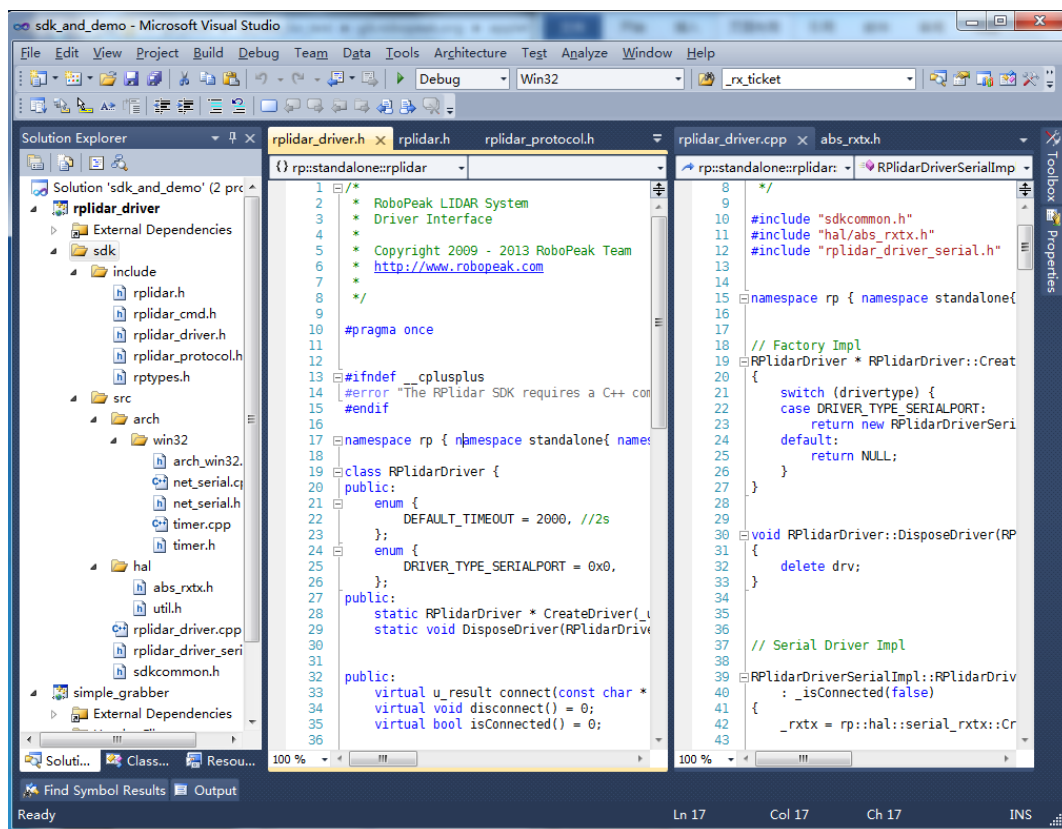 sdk_and_demo - Microsoft Visual Studio
File Edit View Project Build Debug Team Data Tools Architecture Test Analyze Window Help
Debug Win32 _rx_ticket
Solution Explorer
Solution 'sdk_and_demo' (2 prc
rplidar_driver
External Dependencies
sdk
include
rplidar.h
rplidar_cmd.h
rplidar_driver.h
rplidar_protocol.h
rptypes.h
src
arch
win32
arch_win32.
net_serial.cp
net_serial.h
timer.cpp
timer.h
hal
abs_rxtx.h
util.h
rplidar_driver.cpp
rplidar_driver_seri
sdkcommon.h
simple_grabber
External Dependencies
Soluti... Class... Resou...
rplidar_driver.h rplidar.h rplidar_protocol.h
{} rp::standalone::rplidar
1 /*
2 * RoboPeak LIDAR System
3 * Driver Interface
4 *
5 * Copyright 2009 - 2013 RoboPeak Team
6 * http://www.robopeak.com
7 *
8 */
9
10 #pragma once
11
12
13 #ifndef __cplusplus
14 #error "The RPlidar SDK requires a C++ com
15 #endif
16
17 namespace rp { namespace standalone{ names
18
19 class RPlidarDriver {
20 public:
21 enum {
22 DEFAULT_TIMEOUT = 2000, //2s
23 };
24 enum {
25 DRIVER_TYPE_SERIALPORT = 0x0,
26 };
27 public:
28 static RPlidarDriver * CreateDriver(_u
29 static void DisposeDriver(RPlidarDrive
30
31
32 public:
33 virtual u_result connect(const char *
34 virtual void disconnect() = 0;
35 virtual bool isConnected() = 0;
36
100 %
rplidar_driver.cpp abs_rxtx.h
rp::standalone::rplidar: RPlidarDriverSerialImp
8 */
9
10 #include "sdkcommon.h"
11 #include "hal/abs_rxtx.h"
12 #include "rplidar_driver_serial.h"
13
14
15 namespace rp { namespace standalone{
16
17
18 // Factory Impl
19 RPlidarDriver * RPlidarDriver::Creat
20 {
21 switch (drivertype) {
22 case DRIVER_TYPE_SERIALPORT:
23 return new RPlidarDriverSeri
24 default:
25 return NULL;
26 }
27 }
28
29
30 void RPlidarDriver::DisposeDriver(RP
31 {
32 delete drv;
33 }
34
35
36
37 // Serial Driver Impl
38
39 RPlidarDriverSerialImpl::RPlidarDriv
40 : _isConnected(false)
41 {
42 _rxtx = rp::hal::serial_rxtx::Cr
43
100 %
Toolbox
Properties
Find Symbol Results Output
Ready Ln 17 Col 17 Ch 17 INS